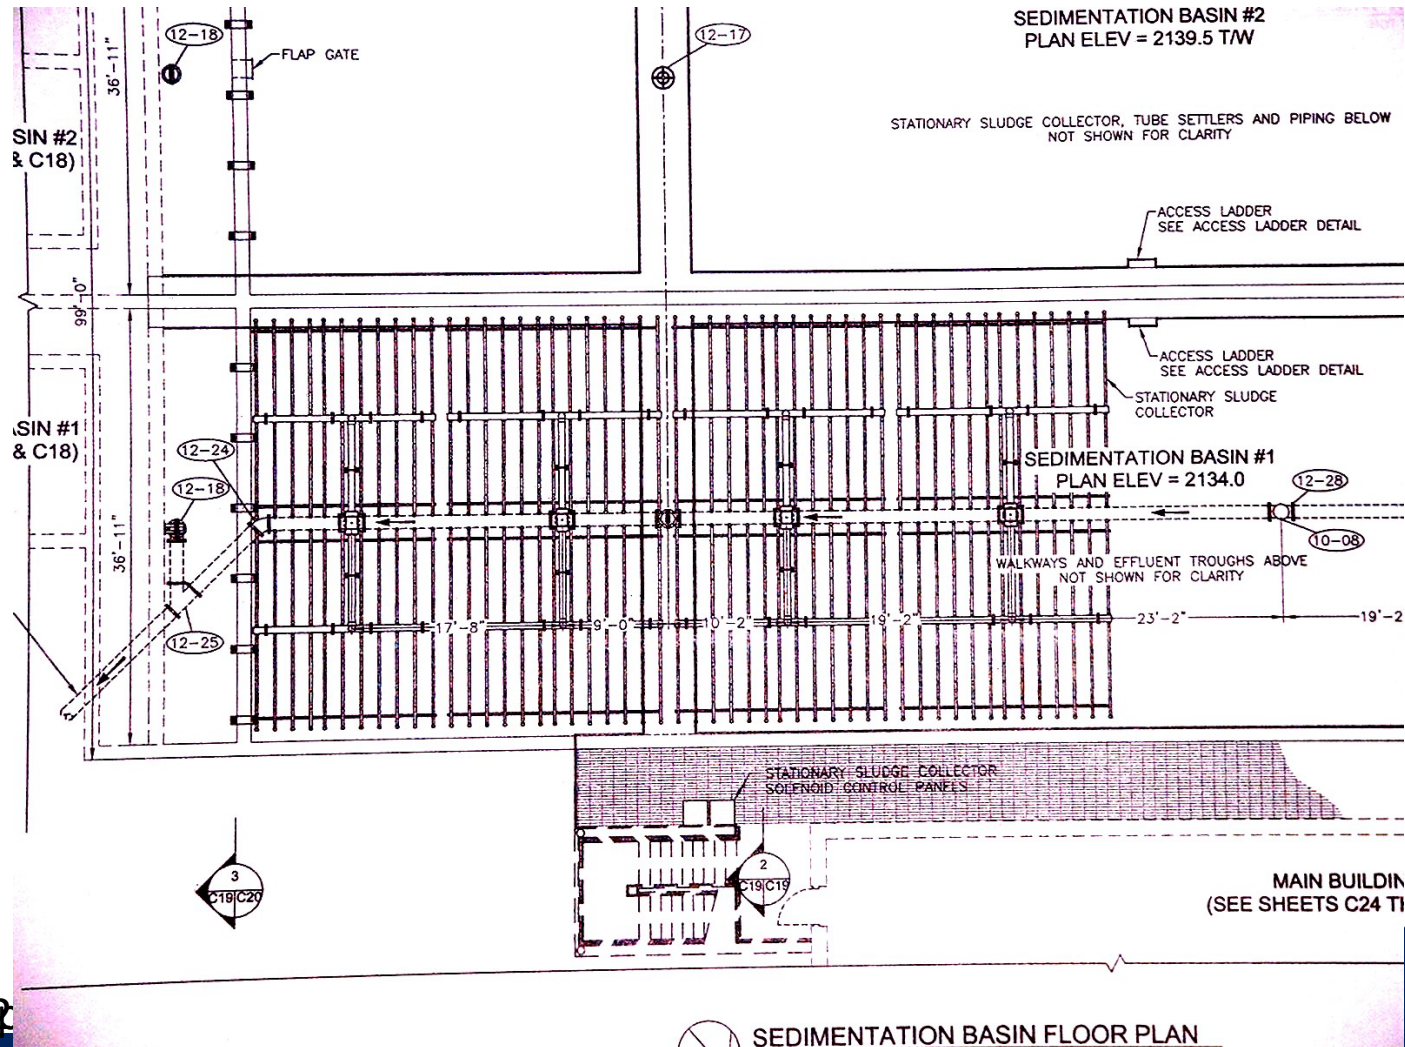 SEDIMENTATION BASIN #2
PLAN ELEV = 2139.5 T/W
12-18
12-17
FLAP GATE
36'-11"
STATIONARY SLUDGE COLLECTOR, TUBE SETTLERS AND PIPING BELOW
NOT SHOWN FOR CLARITY
SIN #2
& C18)
ACCESS LADDER
SEE ACCESS LADDER DETAIL
99'-0"
ACCESS LADDER
SEE ACCESS LADDER DETAIL
STATIONARY SLUDGE
COLLECTOR
ASIN #1
& C18)
12-24
SEDIMENTATION BASIN #1
PLAN ELEV = 2134.0
12-18
12-28
10-08
36'-11"
WALKWAYS AND EFFLUENT TROUGHS ABOVE
NOT SHOWN FOR CLARITY
17'-8"
9'-0"
10'-2"
19'-2"
23'-2"
19'-2
12-25
STATIONARY SLUDGE COLLECTOR
SOLENOID CONTROL PANELS
3
C19 C20
2
C19 C19
MAIN BUILDIN
(SEE SHEETS C24 T
SEDIMENTATION BASIN FLOOR PLAN